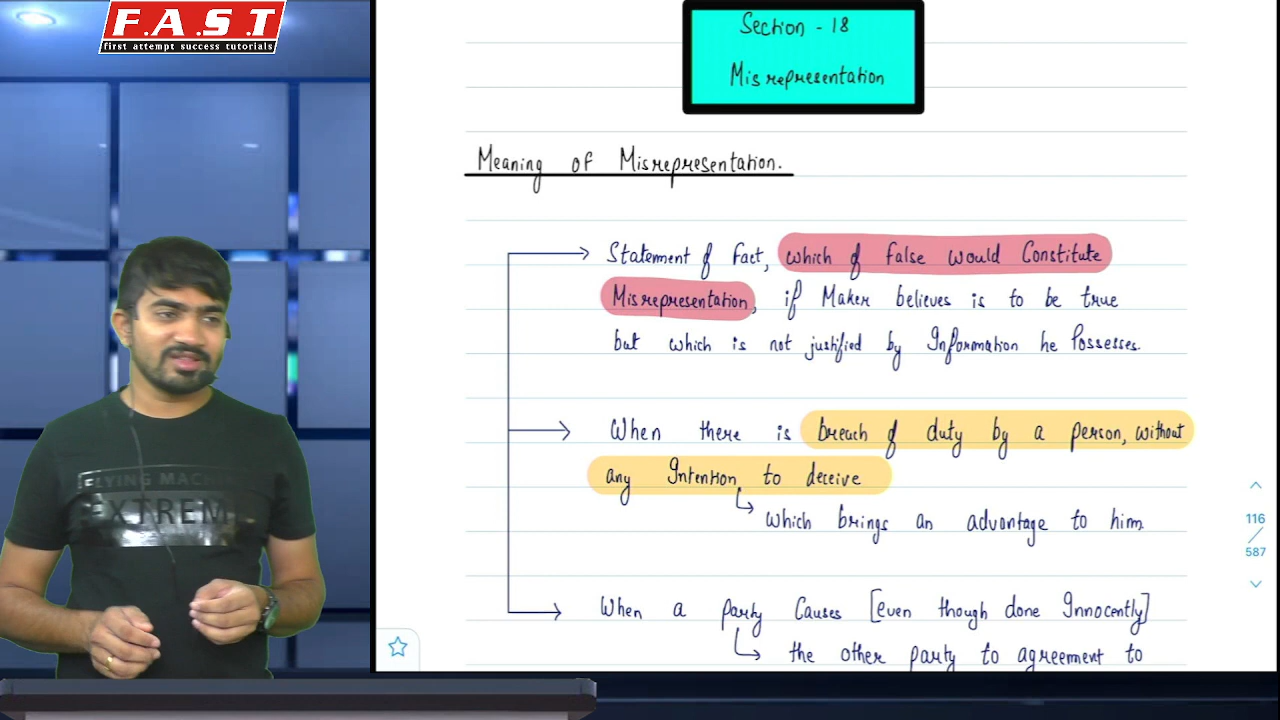 F.A.S.T
First attempt success tutorials
Section - 18
Misrepresentation
Meaning of Misrepresentation.
Statement of Fact, which if false would Constitute
Misrepresentation, if Maker believes is to be true
but which is not justified by Information he Possesses.
When there is breach of duty by a person, without
any Intention to deceive
which brings an advantage to him.
When a party Causes [even though done Innocently]
the other party to agreement to
FLYING MACH
EXTREM
116
587